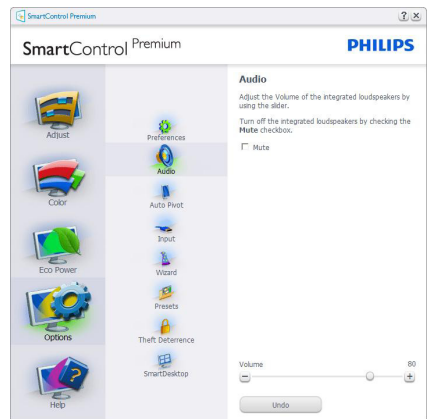 SmartControl Premium
? ×
SmartControl Premium
PHILIPS
Adjust
Color
Eco Power
Options
Help
Preferences
Audio
Auto Pivot
Input
Wizard
Presets
Theft Deterrence
SmartDesktop
Audio
Adjust the Volume of the integrated loudspeakers by
using the slider.
Turn off the integrated loudspeakers by checking the
Mute checkbox.
Mute
Volume 80
Undo